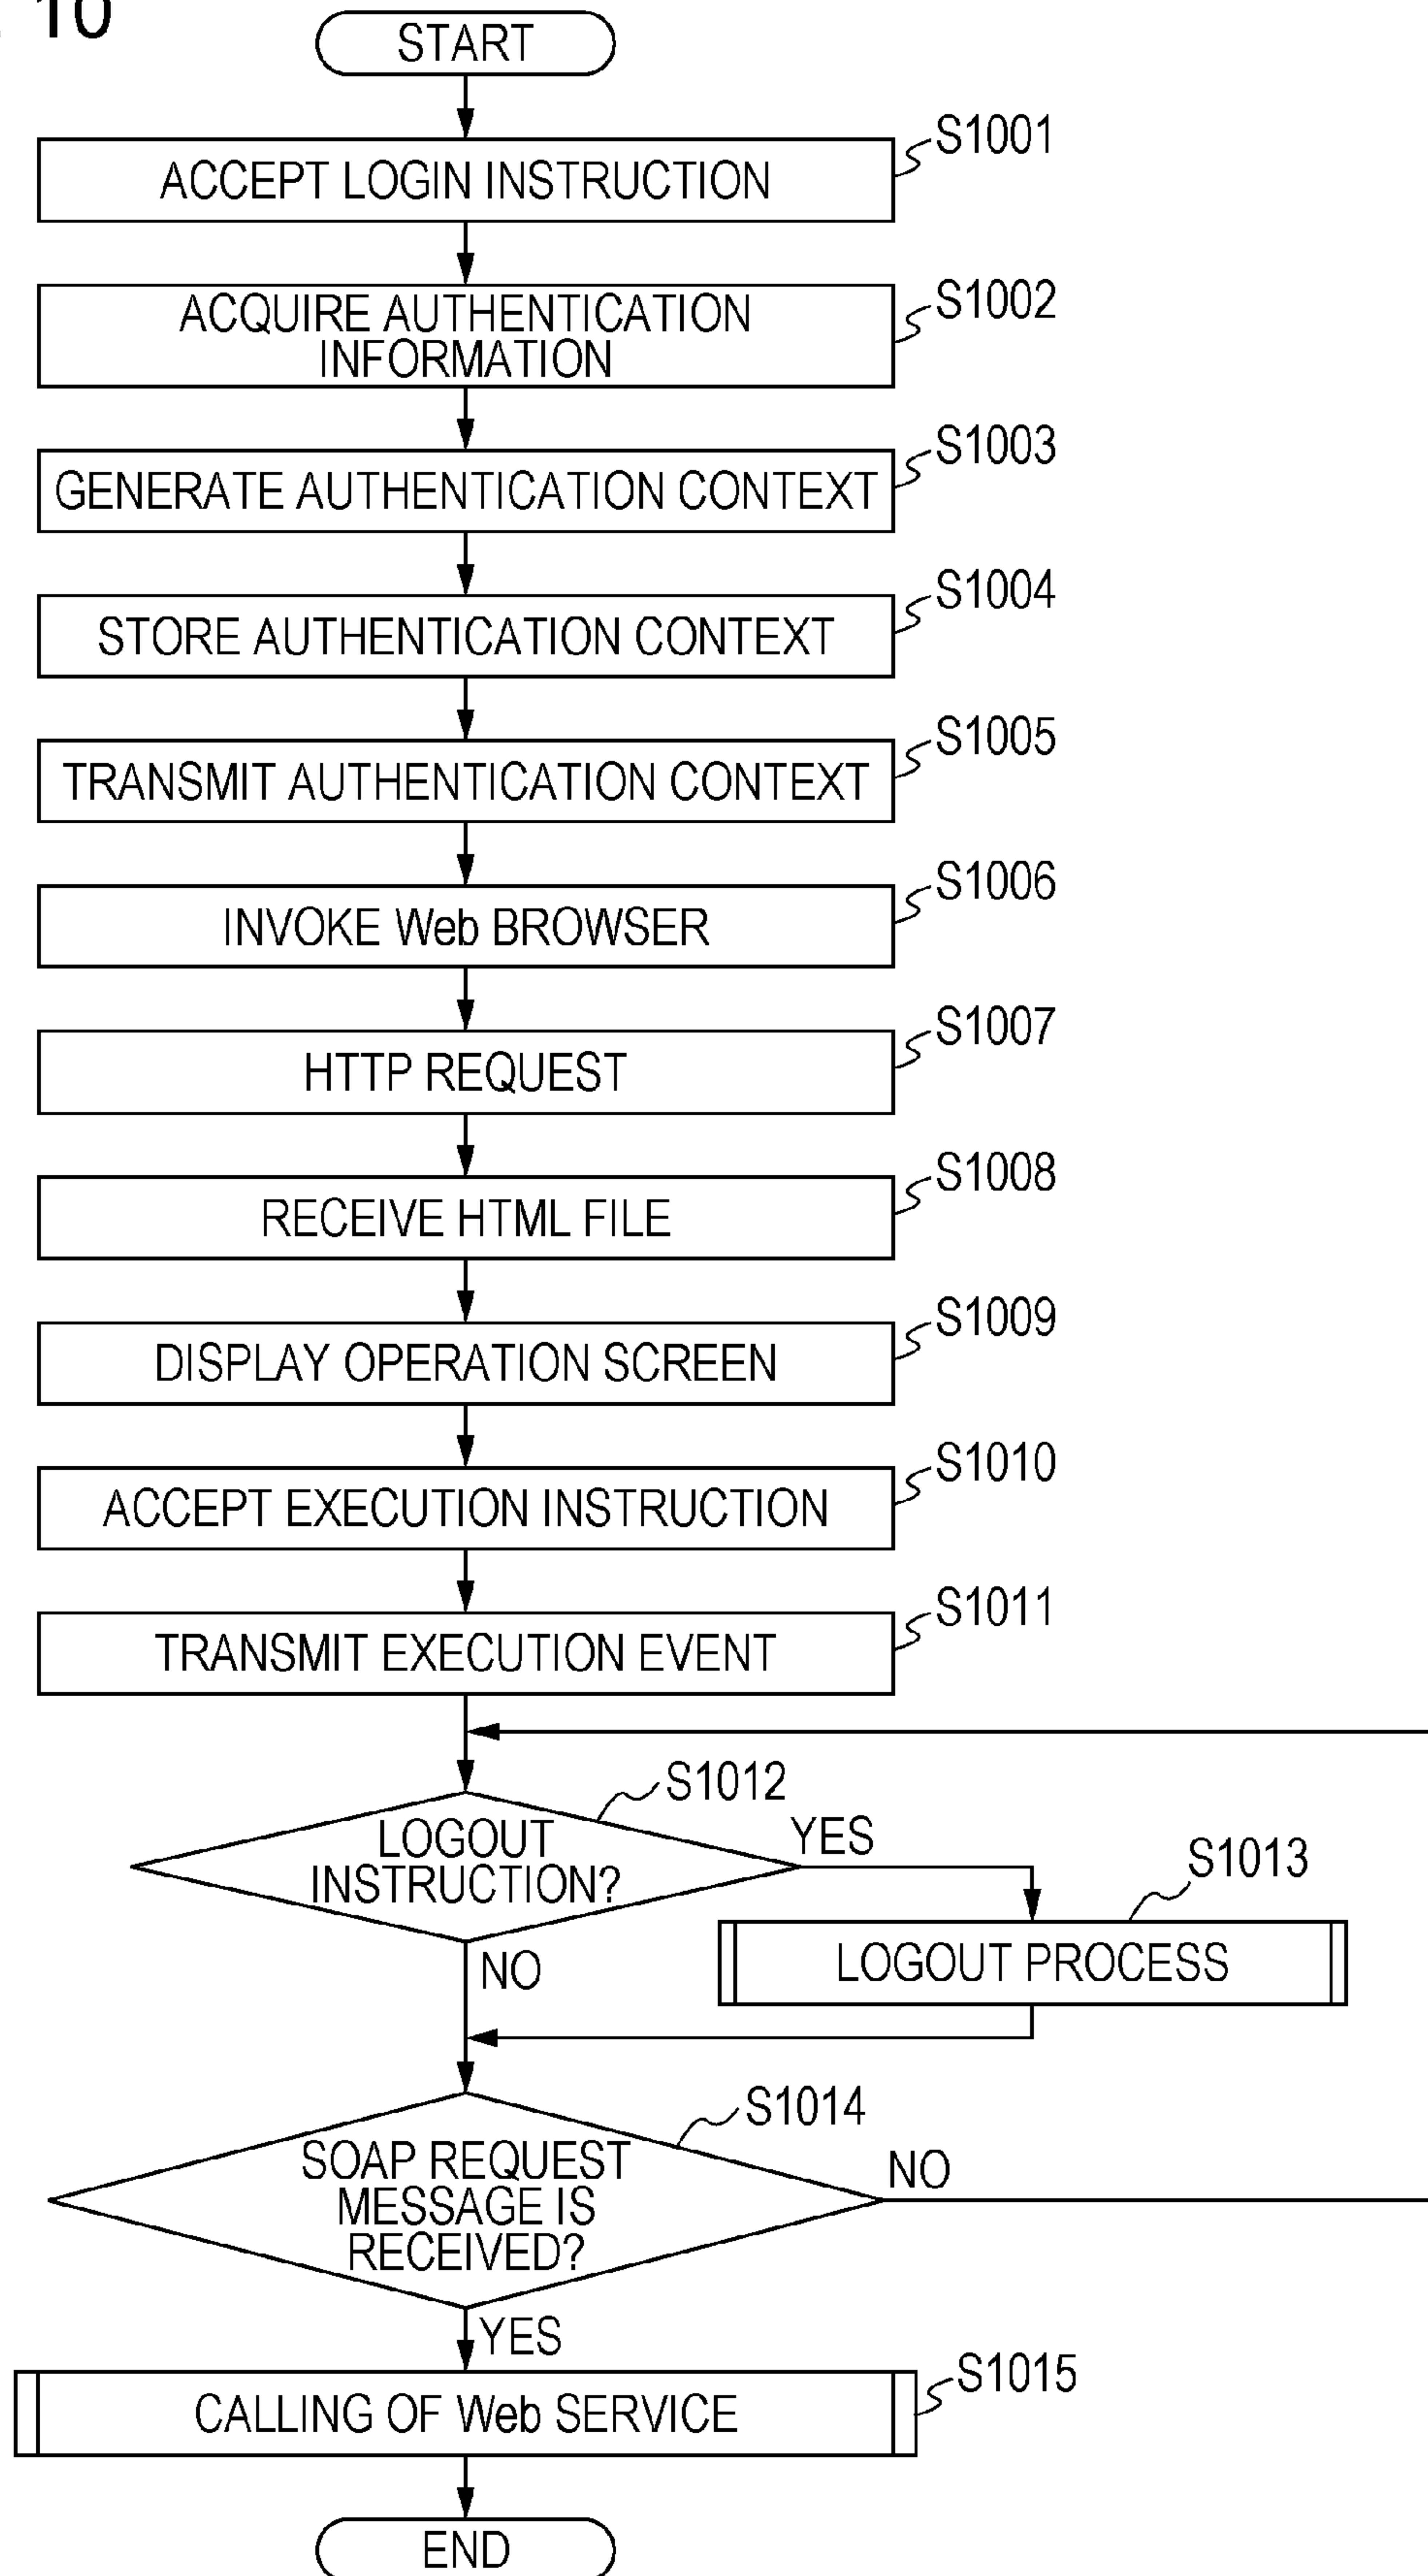 10
START
S1001
ACCEPT LOGIN INSTRUCTION
S1002
ACQUIRE AUTHENTICATION
INFORMATION
S1003
GENERATE AUTHENTICATION CONTEXT
S1004
STORE AUTHENTICATION CONTEXT
S1005
TRANSMIT AUTHENTICATION CONTEXT
S1006
INVOKE Web BROWSER
S1007
HTTP REQUEST
S1008
RECEIVE HTML FILE
S1009
DISPLAY OPERATION SCREEN
S1010
ACCEPT EXECUTION INSTRUCTION
S1011
TRANSMIT EXECUTION EVENT
S1012
LOGOUT
INSTRUCTION?
YES
S1013
LOGOUT PROCESS
NO
S1014
SOAP REQUEST
MESSAGE IS
RECEIVED?
NO
YES
S1015
CALLING OF Web SERVICE
END